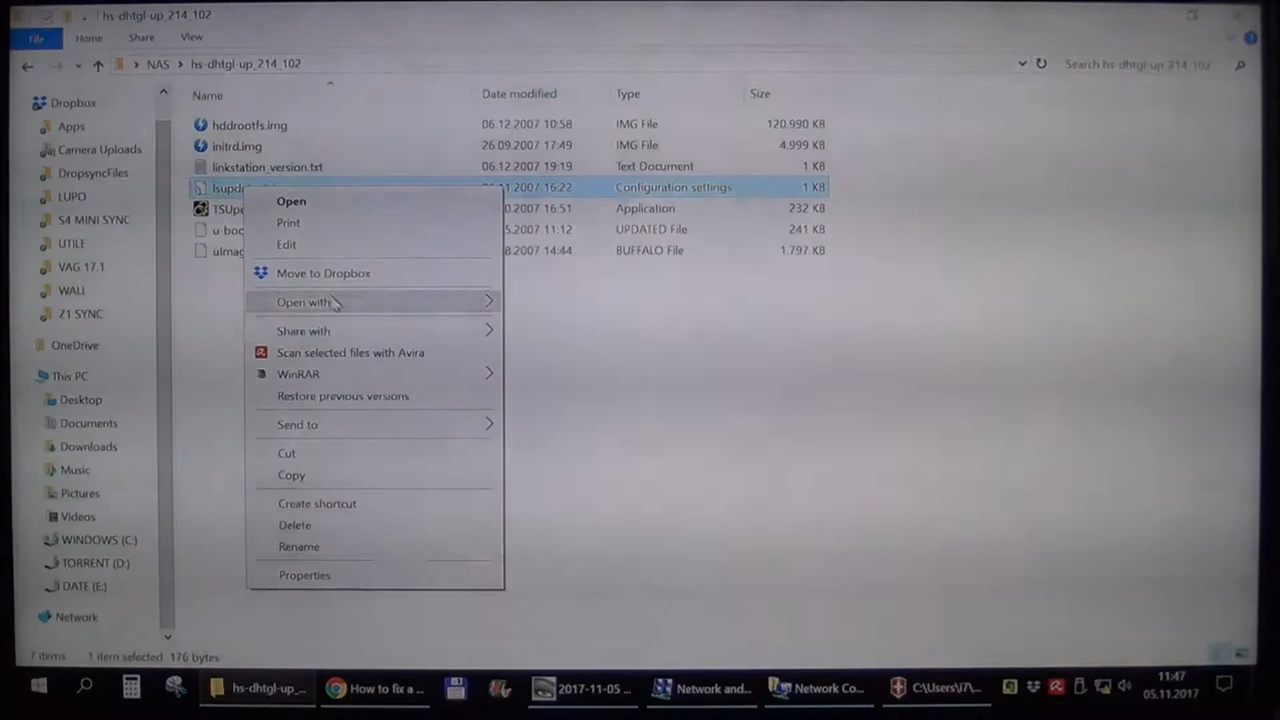 hs-dhtgl-up_214_102
File Home Share View
NAS hs-dhtgl-up_214_102 Search hs-dhtgl-up_214_102
Name Date modified Type Size
hddrootfs.img 06.12.2007 10:58 IMG File 120.990 KB
initrd.img 26.09.2007 17:49 IMG File 4.999 KB
linkstation_version.txt 06.12.2007 19:19 Text Document 1 KB
.2007 16:22 Configuration settings 1 KB
0.2007 16:51 Application 232 KB
5.2007 11:12 UPDATED File 241 KB
8.2007 14:44 BUFFALO File 1.797 KB
Dropbox
Apps
Camera Uploads
DropsyncFiles
LUPO
S4 MINI SYNC
UTILE
VAG 17.1
WALL
Z1 SYNC
OneDrive
This PC
Desktop
Documents
Downloads
Music
Pictures
Videos
WINDOWS (C:)
TORRENT (D:)
DATE (E:)
Network
Open
Print
Edit
Move to Dropbox
Open with
Share with
Scan selected files with Avira
WinRAR
Restore previous versions
Send to
Cut
Copy
Create shortcut
Delete
Rename
Properties
7 items 1 item selected 176 bytes
hs-dhtgl-up_... How to fix a ... 2017-11-05 ... Network and... Network Co... C:\Users\J7\... 11:47
05.11.2017